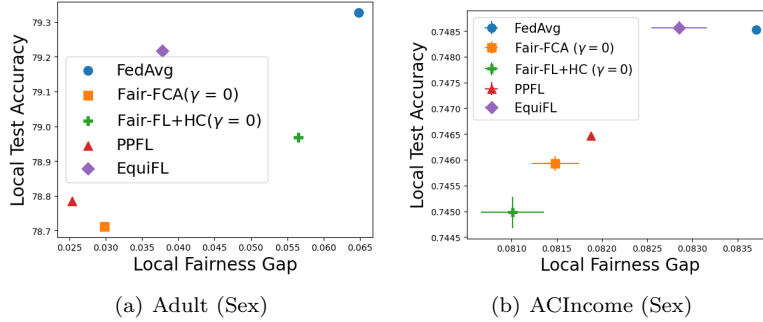 79.3
79.2
79.1
79.0
78.9
78.8
78.7
Local Test Accuracy
FedAvg
Fair-FCA(γ = 0)
Fair-FL+HC(γ = 0)
PPFL
EquiFL
0.025 0.030 0.035 0.040 0.045 0.050 0.055 0.060 0.065
Local Fairness Gap
(a) Adult (Sex)
0.7485
0.7480
0.7475
0.7470
0.7465
0.7460
0.7455
0.7450
0.7445
Local Test Accuracy
FedAvg
Fair-FCA (γ = 0)
Fair-FL+HC (γ = 0)
PPFL
EquiFL
0.0810 0.0815 0.0820 0.0825 0.0830 0.0835
Local Fairness Gap
(b) ACIncome (Sex)